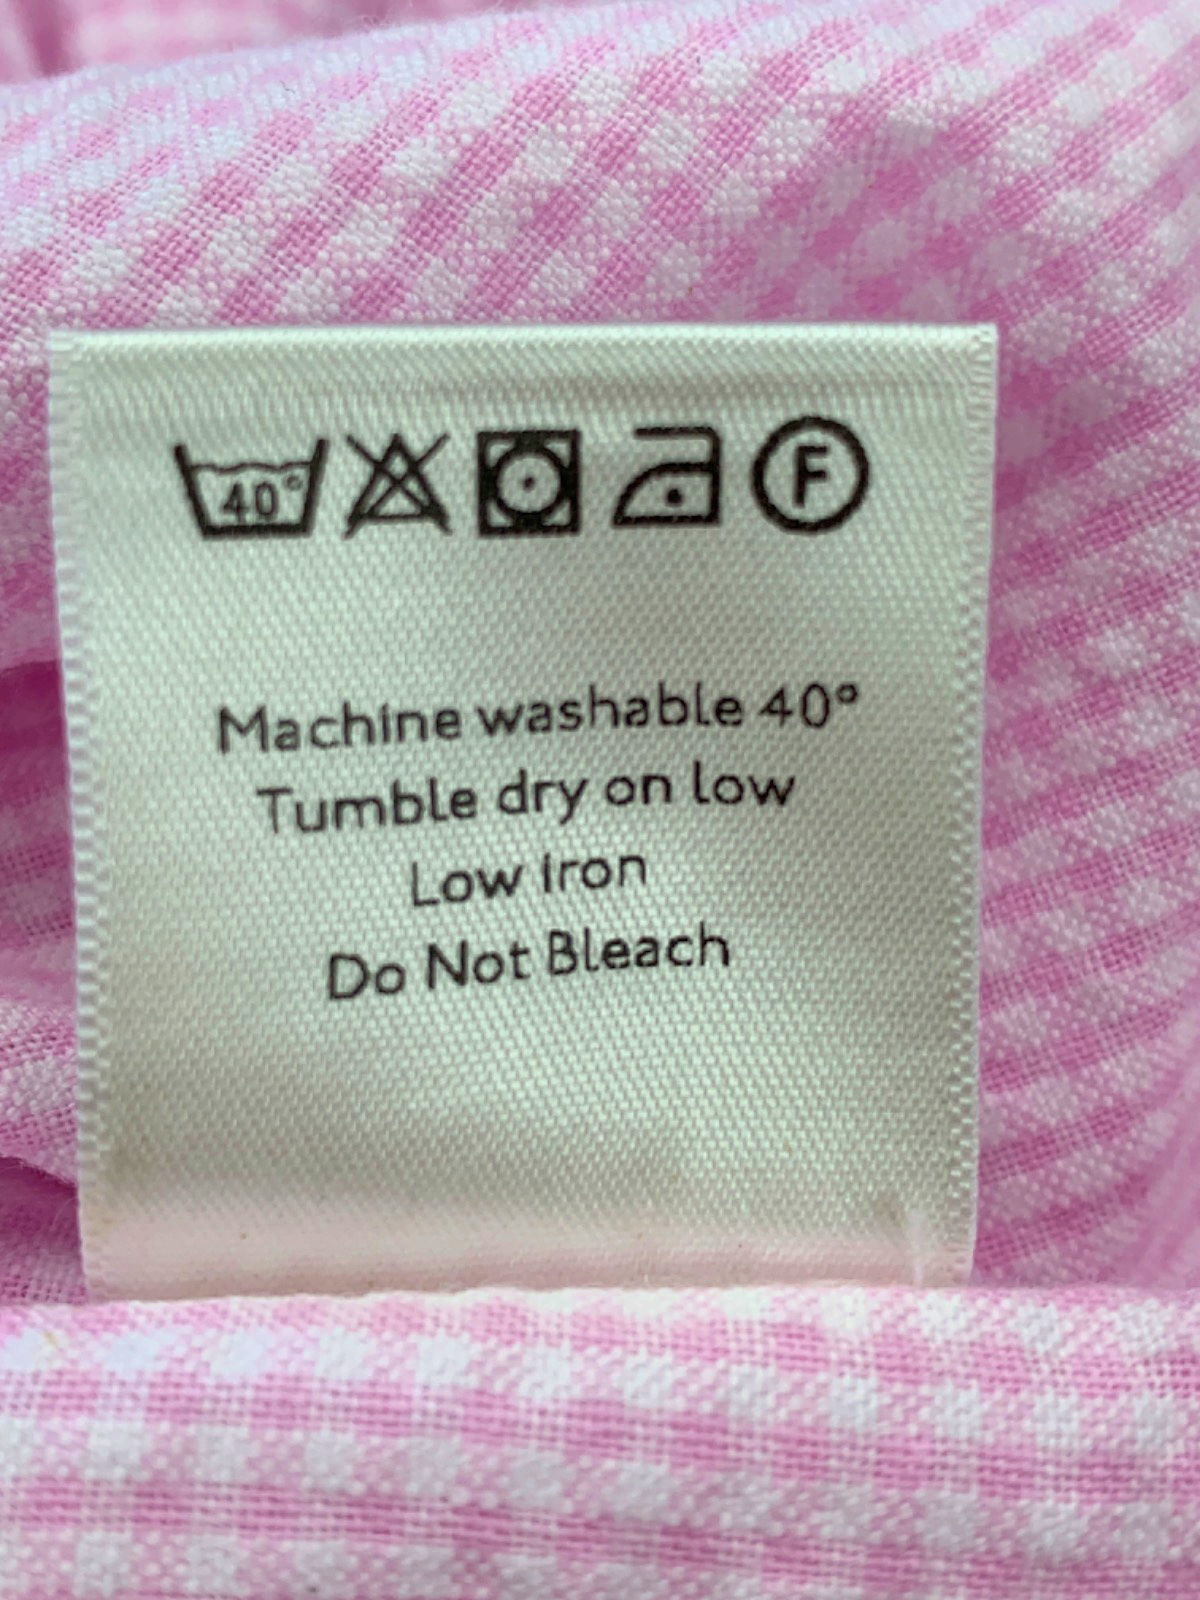 40° F
Machine washable 40°
Tumble dry on low
Low Iron
Do Not Bleach